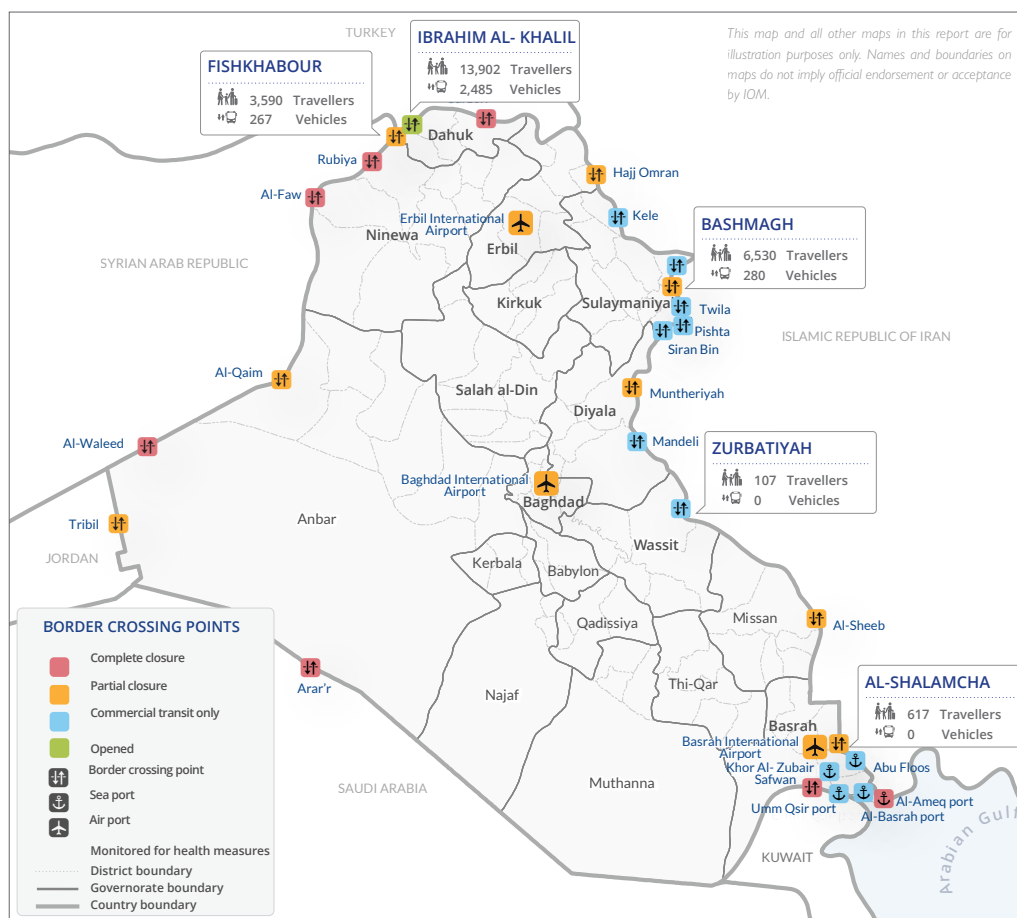 TURKEY
This map and all other maps in this report are for
illustration purposes only. Names and boundaries on
maps do not imply official endorsement or acceptance
by IOM.
IBRAHIM AL- KHALIL
13,902 Travellers
2,485 Vehicles
FISHKHABOUR
3,590 Travellers
267 Vehicles
Dahuk
Rubiya
Hajj Omran
Al-Faw
Kele
Erbil International
Airport
Ninewa
Erbil
BASHMAGH
6,530 Travellers
280 Vehicles
SYRIAN ARAB REPUBLIC
Kirkuk
Sulaymaniya
Twila
Pishta
Siran Bin
ISLAMIC REPUBLIC OF IRAN
Al-Qaim
Salah al-Din
Muntheriyah
Diyala
Al-Waleed
Mandeli
ZURBATIYAH
107 Travellers
0 Vehicles
Baghdad International
Airport
Baghdad
Anbar
Tribil
JORDAN
Wassit
Kerbala
Babylon
Qadissiya
Missan
Al-Sheeb
BORDER CROSSING POINTS
Complete closure
Partial closure
Commercial transit only
Opened
Border crossing point
Sea port
Air port
Monitored for health measures
District boundary
Governorate boundary
Country boundary
Arar'r
Najaf
Thi-Qar
AL-SHALAMCHA
617 Travellers
0 Vehicles
Basrah
Basrah International
Airport
Khor Al- Zubair
Safwan
Abu Floos
Muthanna
SAUDI ARABIA
Umm Qsir port
Al-Ameq port
Al-Basrah port
KUWAIT
Arabian Gulf